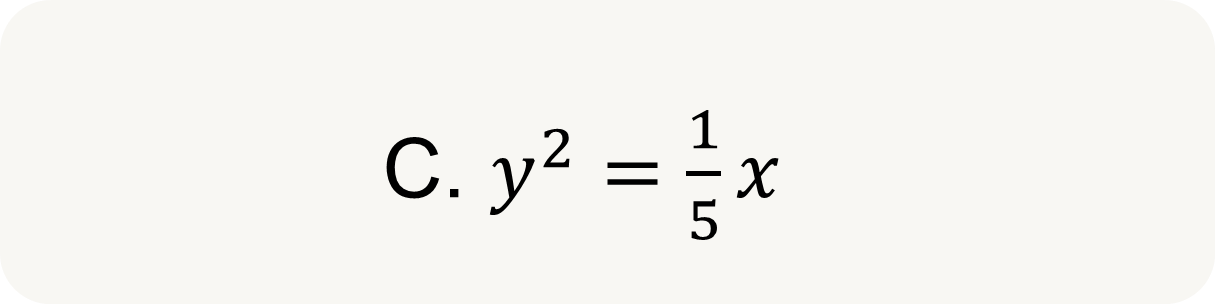 C. y² = 1/5 x